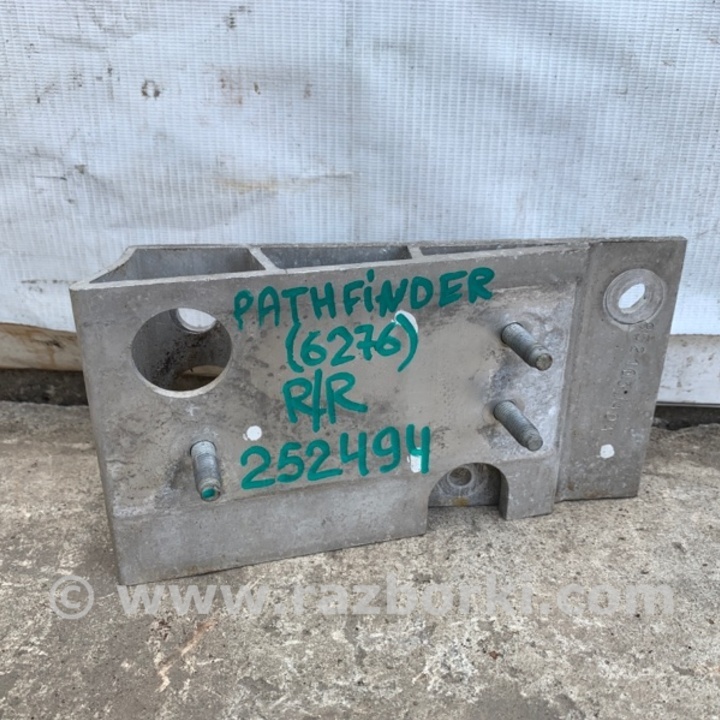 PATHFiNDER
(6276)
R/R
252494
© www.razborki.com